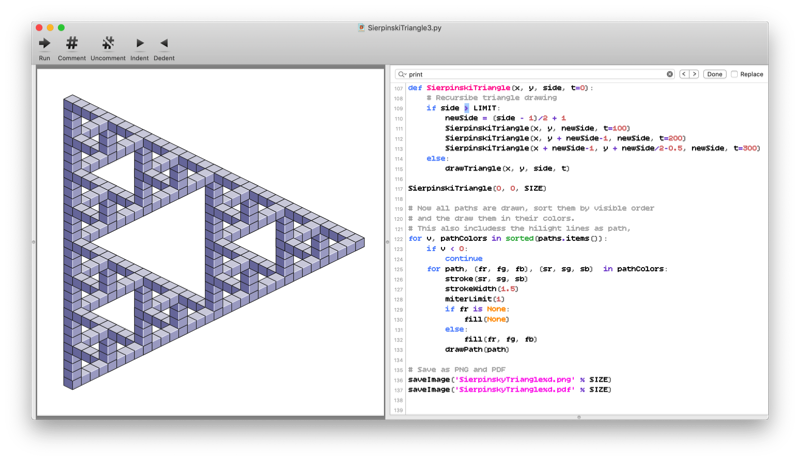 SierpinskiTriangle3.py
Run Comment Uncomment Indent Dedent
print
Done Replace
107 def SierpinskiTriangle(x, y, side, t=0):
108 # Recursibe triangle drawing
109 if side > LIMIT:
110 newSide = (side - 1)/2 + 1
111 SierpinskiTriangle(x, y, newSide, t=100)
112 SierpinskiTriangle(x, y + newSide-1, newSide, t=200)
113 SierpinskiTriangle(x + newSide-1, y + newSide/2-0.5, newSide, t=300)
114 else:
115 drawTriangle(x, y, side, t)
116
117 SierpinskiTriangle(0, 0, SIZE)
118
119 # Now all paths are drawn, sort them by visible order
120 # and the draw them in their colors.
121 # This also includess the hilight lines as path,
122 for v, pathColors in sorted(paths.items()):
123 if v < 0:
124 continue
125 for path, (fr, fg, fb), (sr, sg, sb) in pathColors:
126 stroke(sr, sg, sb)
127 strokeWidth(1.5)
128 miterLimit(1)
129 if fr is None:
130 fill(None)
131 else:
132 fill(fr, fg, fb)
133 drawPath(path)
134
135 # Save as PNG and PDF
136 saveImage('SierpinskyTriangle%d.png' % SIZE)
137 saveImage('SierpinskyTriangle%d.pdf' % SIZE)
138
139